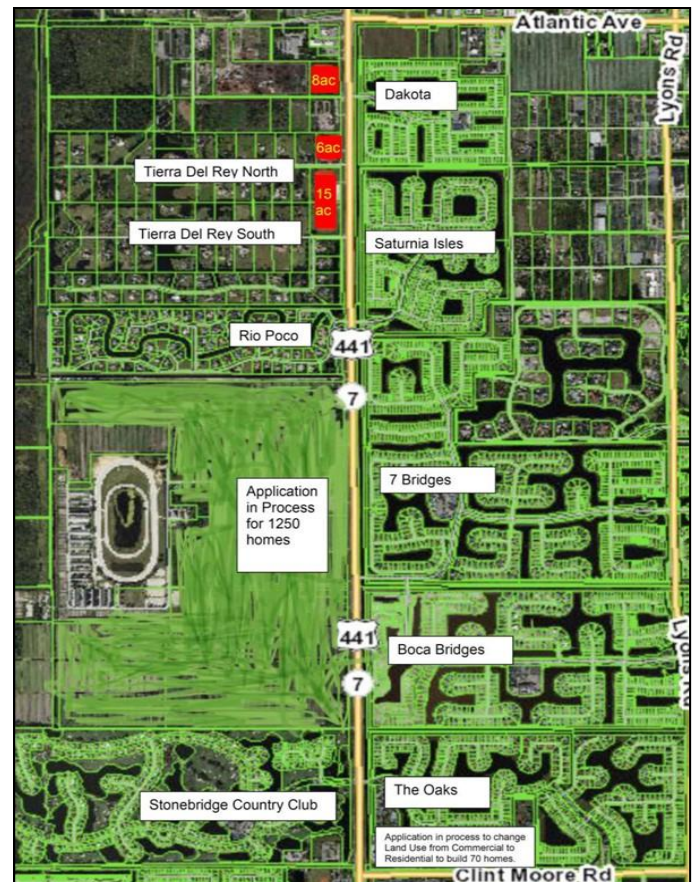 Atlantic Ave
Lyons Rd
8ac
Dakota
6ac
Tierra Del Rey North
15
ac
Tierra Del Rey South
Saturnia Isles
Rio Poco
441
7
7 Bridges
Application
in Process
for 1250
homes
441
7
Boca Bridges
Lyons Rd
The Oaks
Stonebridge Country Club
Application in process to change
Land Use from Commercial to
Residential to build 70 homes.
Clint Moore Rd